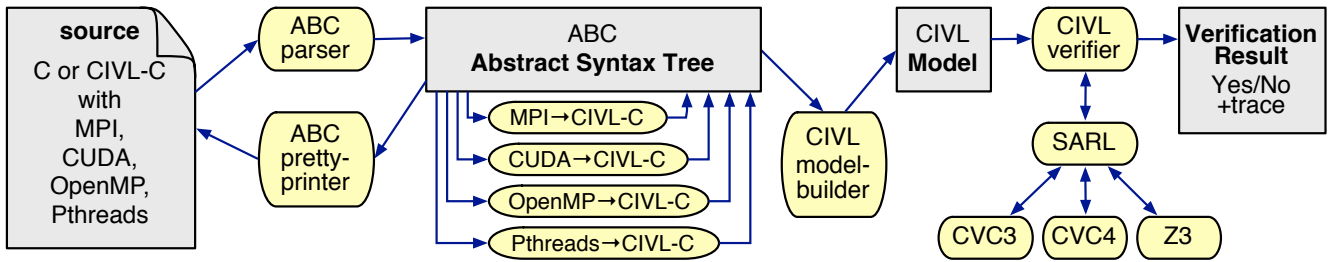 source
C or CIVL-C
with
MPI,
CUDA,
OpenMP,
Pthreads
ABC
parser
ABC
pretty-
printer
ABC
Abstract Syntax Tree
MPI→CIVL-C
CUDA→CIVL-C
OpenMP→CIVL-C
Pthreads→CIVL-C
CIVL
model-
builder
CIVL
Model
CIVL
verifier
SARL
CVC3
CVC4
Z3
Verification
Result
Yes/No
+trace